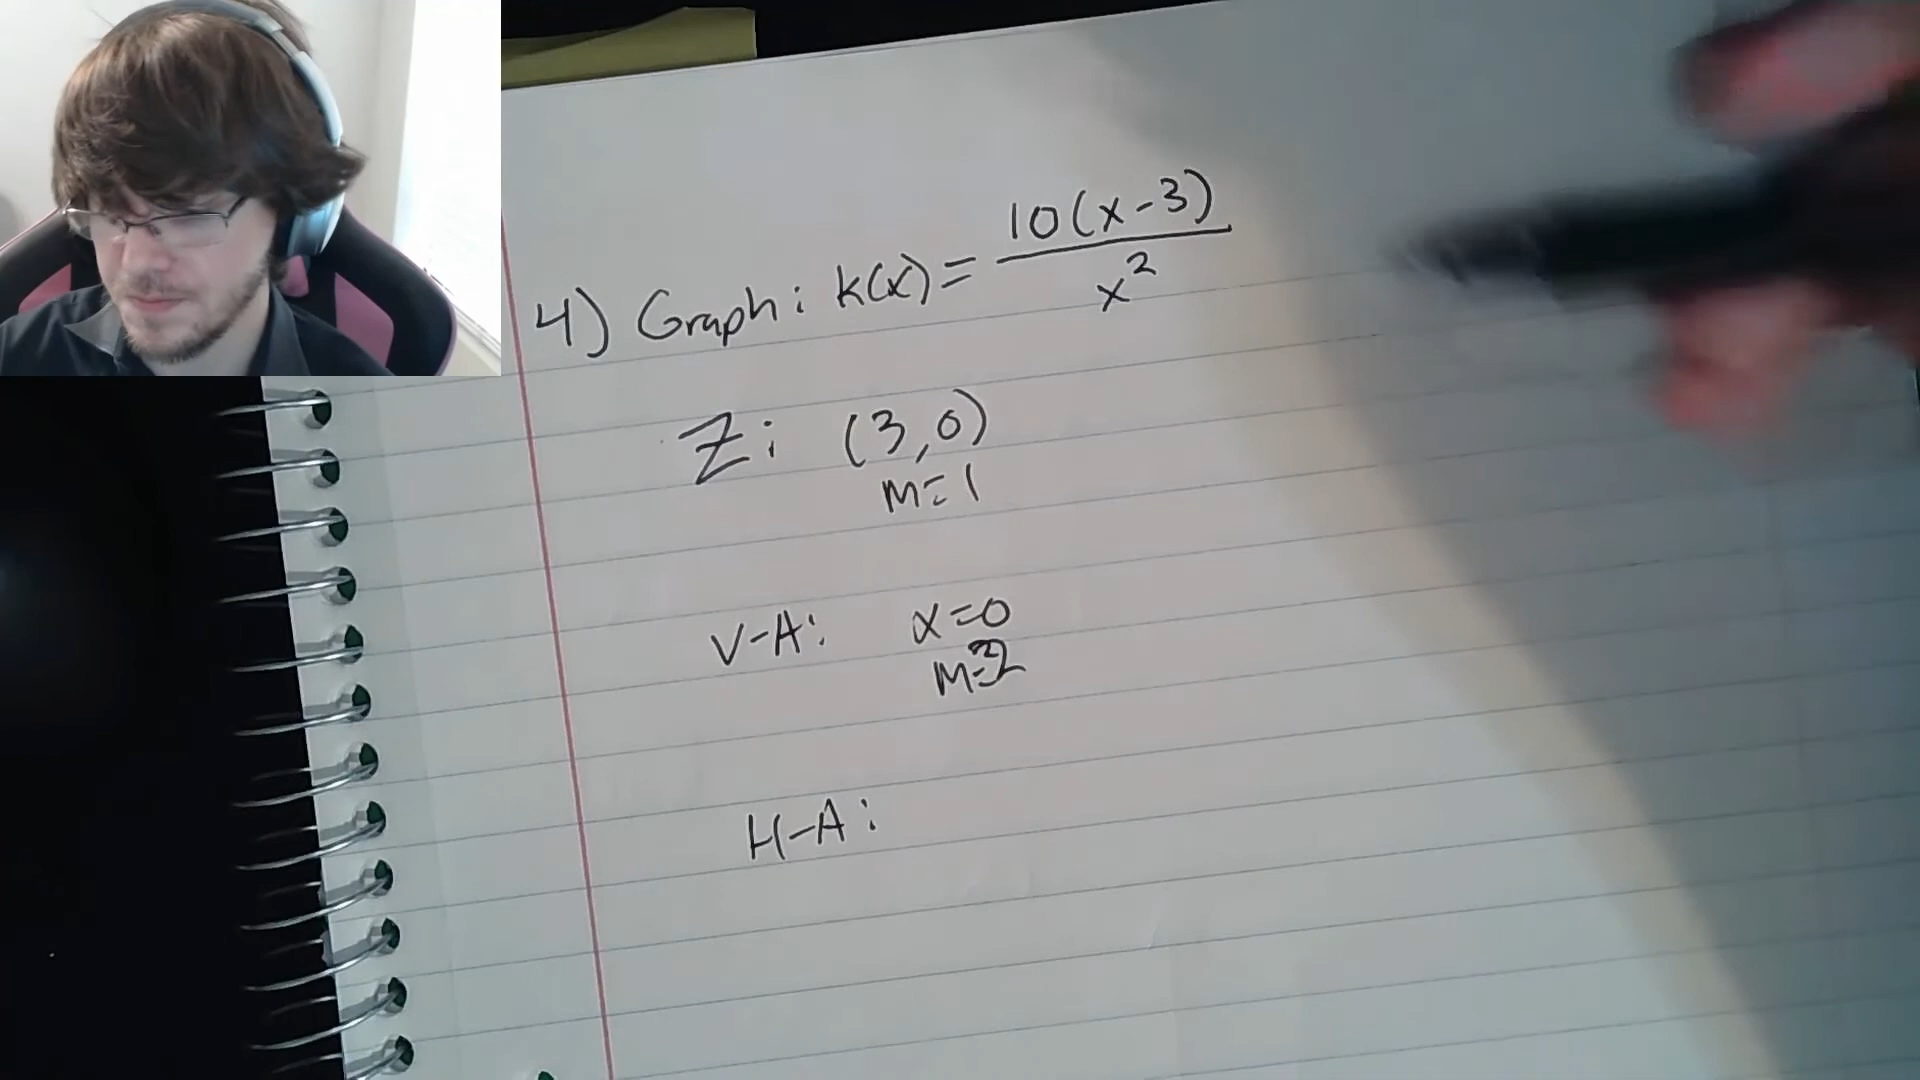 4) Graph: k(x) = 10(x-3) / x²
Z: (3,0)
m=1
V-A: x=0
m=2
H-A: